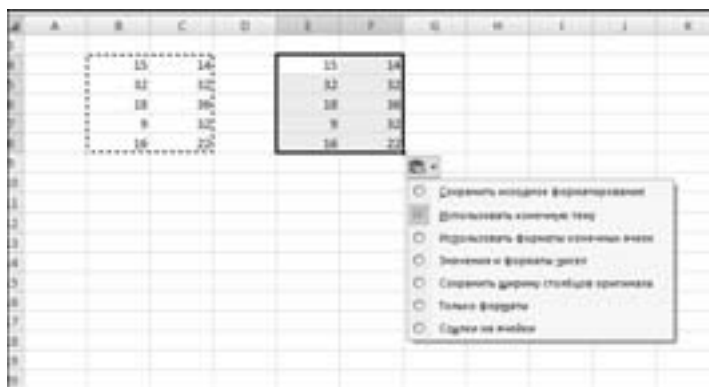 A B C D E F G H I J K
15 14 15 14
32 32 32 32
18 36 18 36
9 32 9 32
16 22 16 22
Сохранить исходное форматирование
Использовать конечную тему
Использовать форматы конечных ячеек
Значения и форматы чисел
Сохранить ширину столбцов оригинала
Только форматы
Ссылки на ячейки